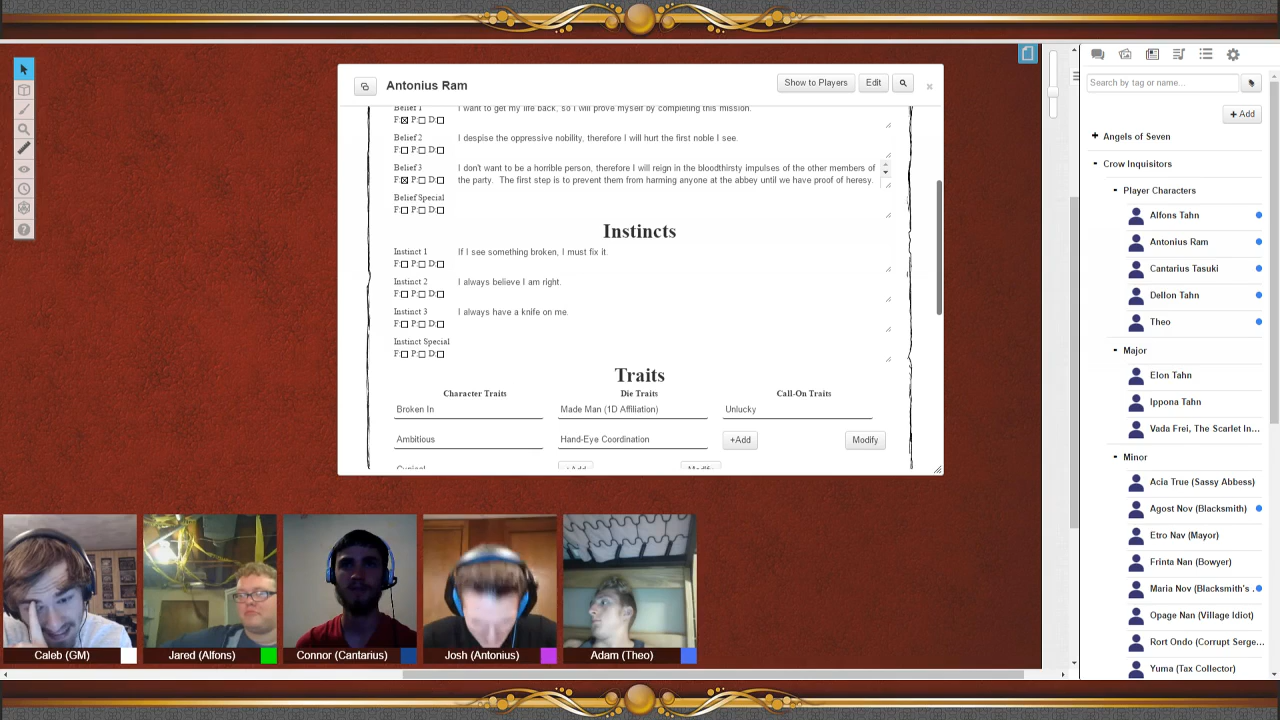 Antonius Ram
Show to Players
Edit
Belief 1
I want to get my life back, so I will prove myself by completing this mission.
F: P: D:
Belief 2
I despise the oppressive nobility, therefore I will hurt the first noble I see.
F: P: D:
Belief 3
I don't want to be a horrible person, therefore I will reign in the bloodthirsty impulses of the other members of
the party. The first step is to prevent them from harming anyone at the abbey until we have proof of heresy.
F: P: D:
Belief Special
F: P: D:
Instincts
Instinct 1
If I see something broken, I must fix it.
F: P: D:
Instinct 2
I always believe I am right.
F: P: D:
Instinct 3
I always have a knife on me.
F: P: D:
Instinct Special
F: P: D:
Traits
Character Traits
Die Traits
Call-On Traits
Broken In
Made Man (1D Affiliation)
Unlucky
Ambitious
Hand-Eye Coordination
+Add
Modify
Cynical
+Add
Modify
Search by tag or name...
+ Add
Angels of Seven
Crow Inquisitors
Player Characters
Alfons Tahn
Antonius Ram
Cantarius Tasuki
Dellon Tahn
Theo
Major
Elon Tahn
Ippona Tahn
Vada Frei, The Scarlet In...
Minor
Acia True (Sassy Abbess)
Agost Nov (Blacksmith)
Etro Nav (Mayor)
Frinta Nan (Bowyer)
Maria Nov (Blacksmith's ...
Opage Nan (Village Idiot)
Rort Ondo (Corrupt Serge...
Yuma (Tax Collector)
Caleb (GM)
Jared (Alfons)
Connor (Cantarius)
Josh (Antonius)
Adam (Theo)